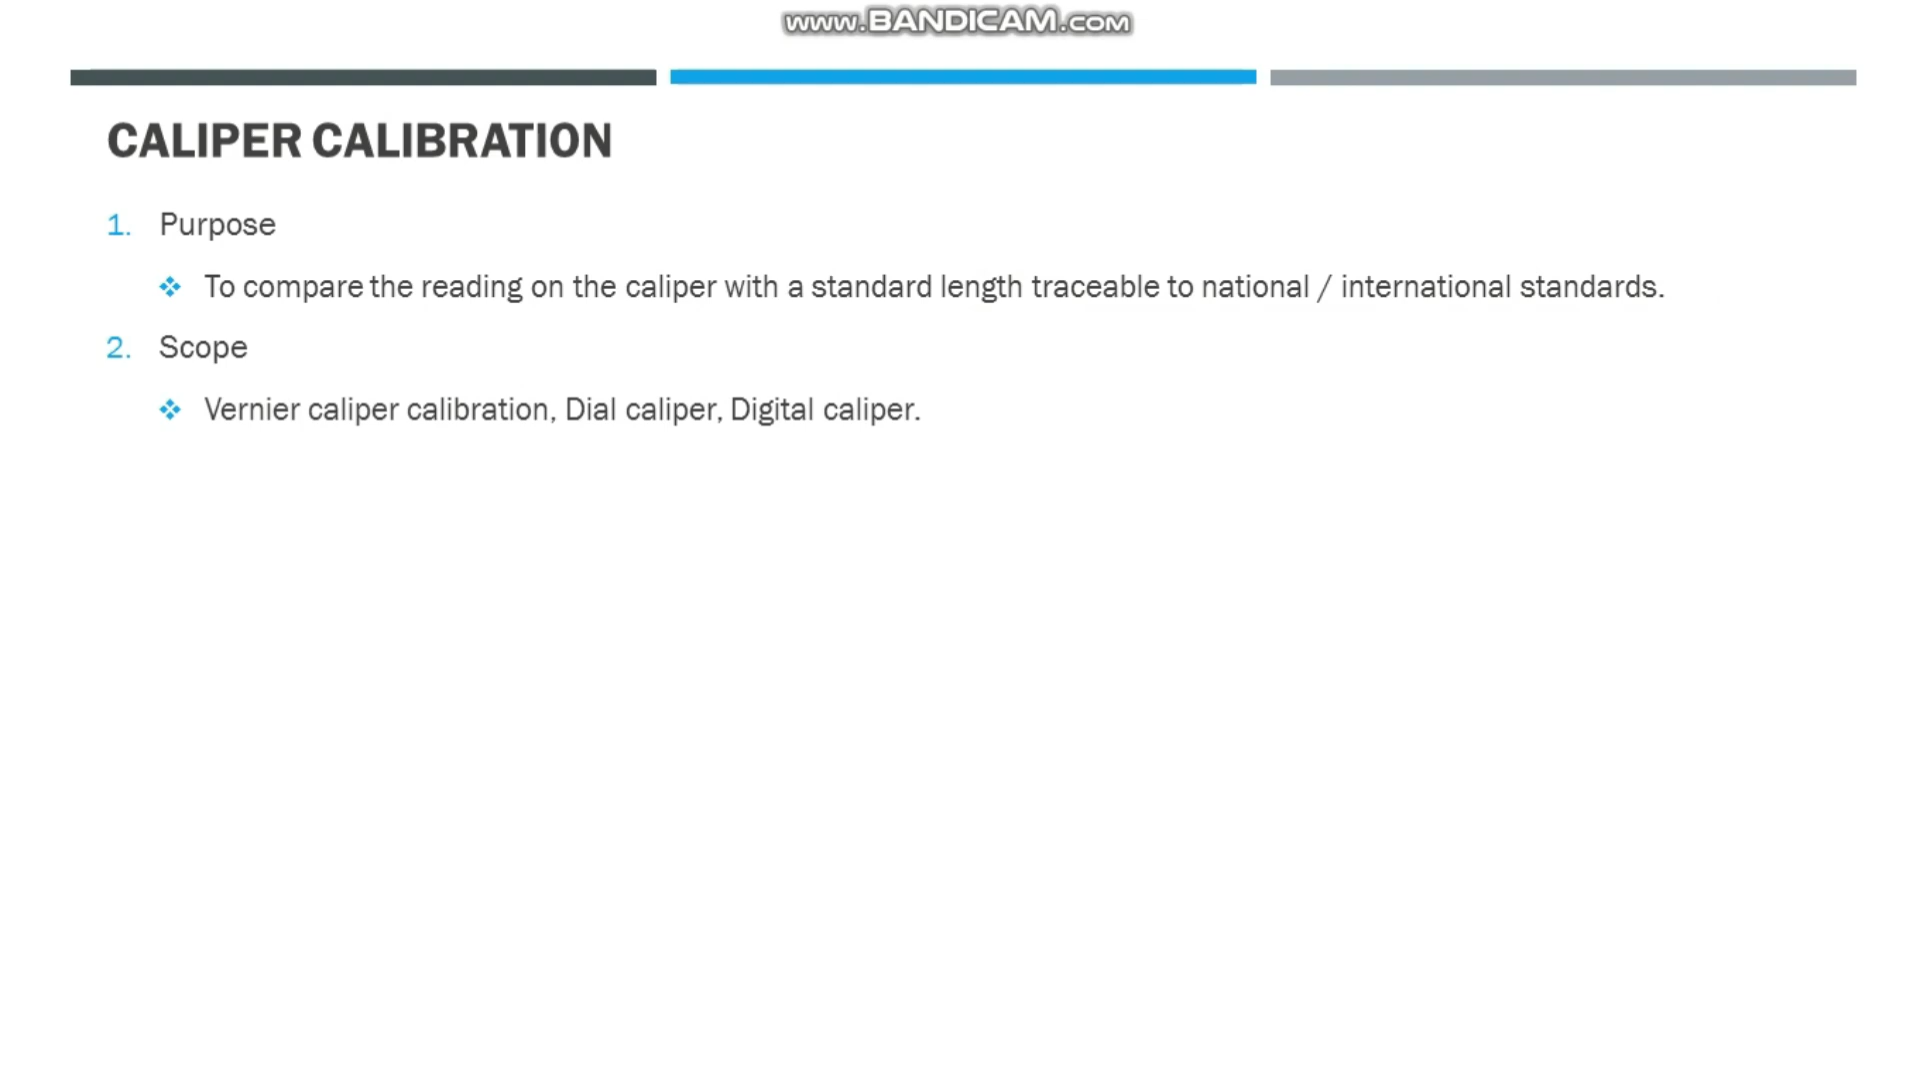 www.BANDICAM.com
CALIPER CALIBRATION
1. Purpose
❖ To compare the reading on the caliper with a standard length traceable to national / international standards.
2. Scope
❖ Vernier caliper calibration, Dial caliper, Digital caliper.